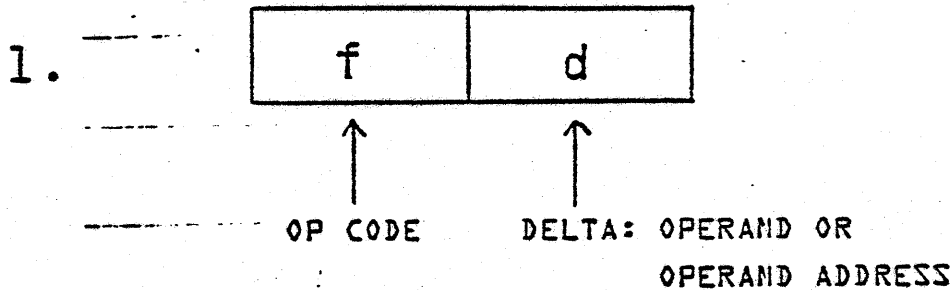 1. f d
OP CODE DELTA: OPERAND OR
OPERAND ADDRESS